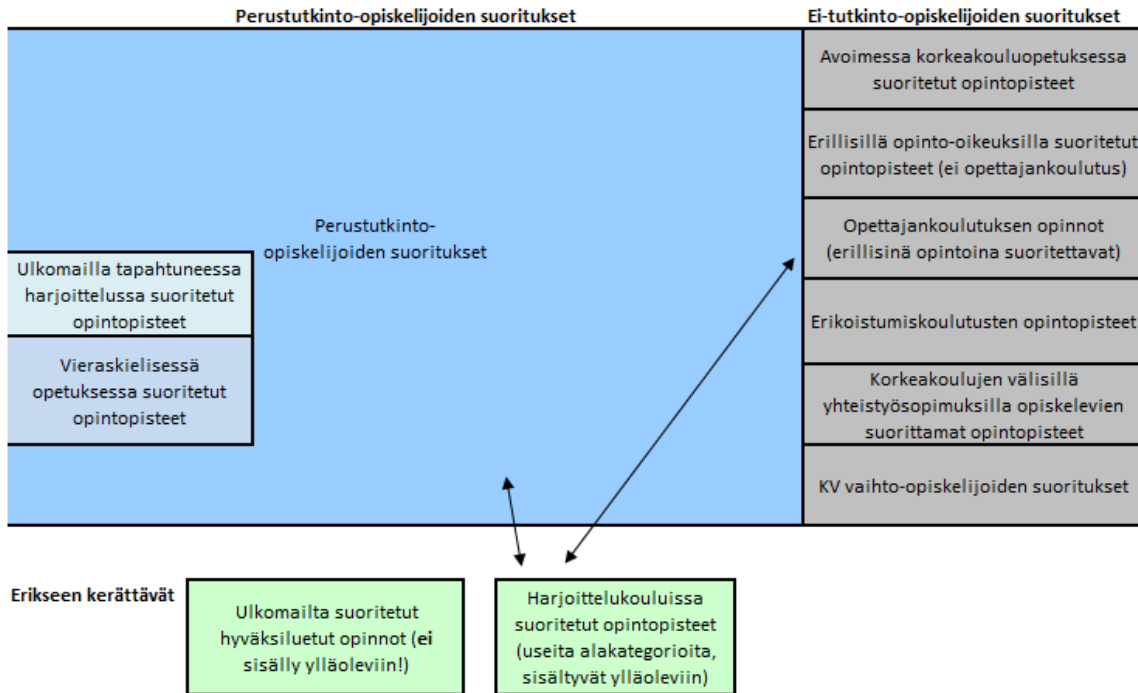 Perustutkinto-opiskelijoiden suoritukset
Ei-tutkinto-opiskelijoiden suoritukset
Perustutkinto-
opiskelijoiden suoritukset
Ulkomailla tapahtuneessa
harjoittelussa suoritetut
opintopisteet
Vieraskielisessä
opetuksessa suoritetut
opintopisteet
Avoimessa korkeakouluopetuksessa
suoritetut opintopisteet
Erillisillä opinto-oikeuksilla suoritetut
opintopisteet (ei opettajankoulutus)
Opettajankoulutuksen opinnot
(erillisinä opintoina suoritettavat)
Erikoistumiskoulutusten opintopisteet
Korkeakoulujen välisillä
yhteistyösopimuksilla opiskelevien
suorittamat opintopisteet
KV vaihto-opiskelijoiden suoritukset
Erikseen kerättävät
Ulkomailta suoritetut
hyväksiluetut opinnot (ei
sisälly ylläoleviin!)
Harjoittelukouluissa
suoritetut opintopisteet
(useita alakategorioita,
sisältyvät ylläoleviin)